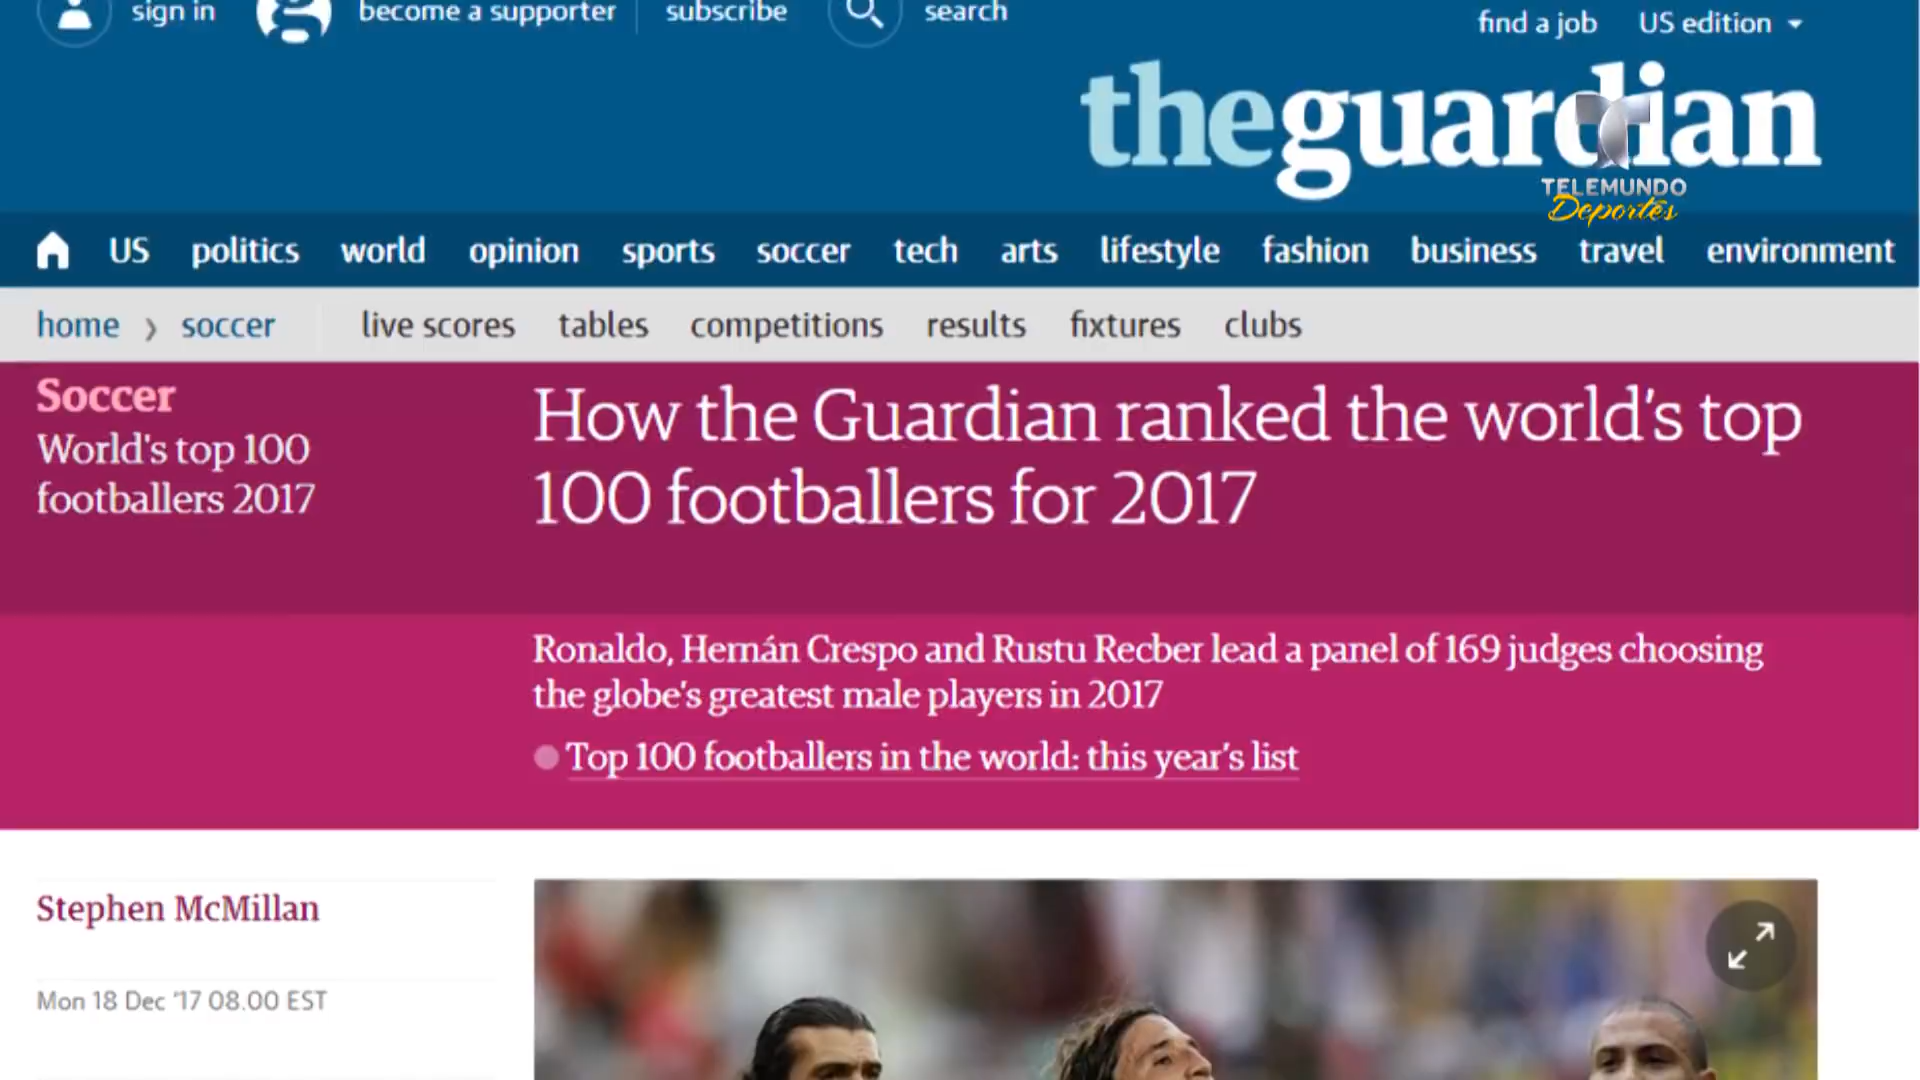 sign in become a supporter subscribe search find a job US edition
theguardian
TELEMUNDO
Deportes
US politics world opinion sports soccer tech arts lifestyle fashion business travel environment
home › soccer live scores tables competitions results fixtures clubs
Soccer
World's top 100
footballers 2017
How the Guardian ranked the world's top
100 footballers for 2017
Ronaldo, Hernán Crespo and Rustu Recber lead a panel of 169 judges choosing
the globe's greatest male players in 2017
Top 100 footballers in the world: this year's list
Stephen McMillan
Mon 18 Dec '17 08.00 EST